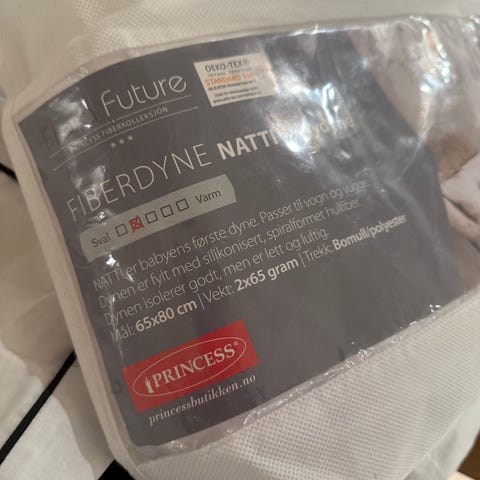 Future
PRINCESS FIBERKOLLEKSJON
OEKO-TEX®
STANDARD 100
FIBERDYNE NATTI
Sval Varm
NATTI er babyens første dyne. Passer til vogn og vugge.
Dynen er fylt med silikonisert, spiralformet hulfiber.
Dynen isolerer godt, men er lett og luftig.
Mål: 65x80 cm | Vekt: 2x65 gram | Trekk: Bomull/polyester
PRINCESS®
princessbutikken.no